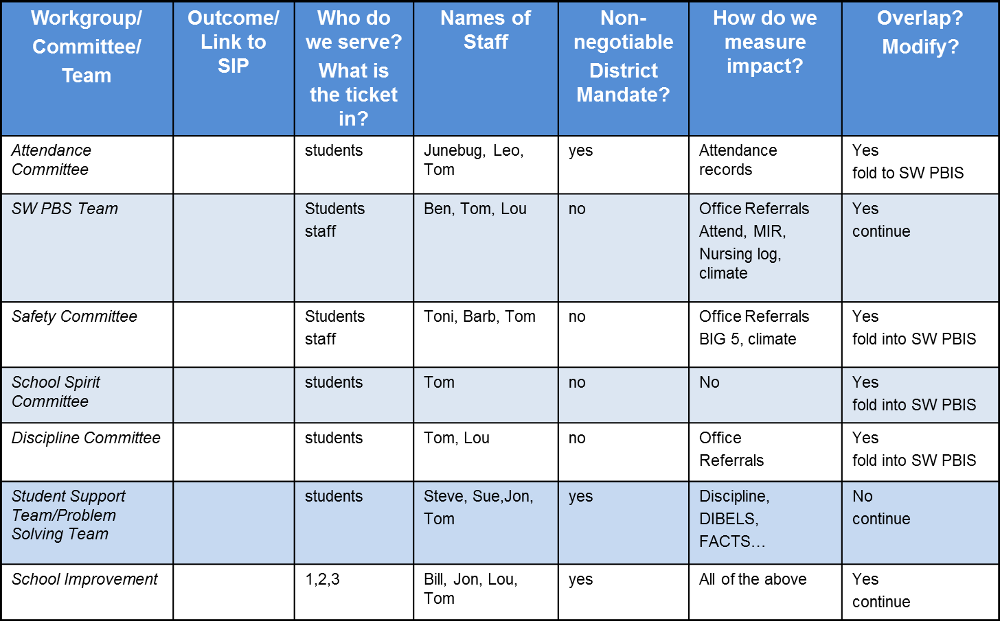 Workgroup/
Committee/
Team
Outcome/
Link to
SIP
Who do
we serve?
What is
the ticket
in?
Names of
Staff
Non-
negotiable
District
Mandate?
How do we
measure
impact?
Overlap?
Modify?
Attendance
Committee
students
Junebug, Leo,
Tom
yes
Attendance
records
Yes
fold to SW PBIS
SW PBS Team
Students
staff
Ben, Tom, Lou
no
Office Referrals
Attend, MIR,
Nursing log,
climate
Yes
continue
Safety Committee
Students
staff
Toni, Barb, Tom
no
Office Referrals
BIG 5, climate
Yes
fold into SW PBIS
School Spirit
Committee
students
Tom
no
No
Yes
fold into SW PBIS
Discipline Committee
students
Tom, Lou
no
Office
Referrals
Yes
fold into SW PBIS
Student Support
Team/Problem
Solving Team
students
Steve, Sue,Jon,
Tom
yes
Discipline,
DIBELS,
FACTS…
No
continue
School Improvement
1,2,3
Bill, Jon, Lou,
Tom
yes
All of the above
Yes
continue